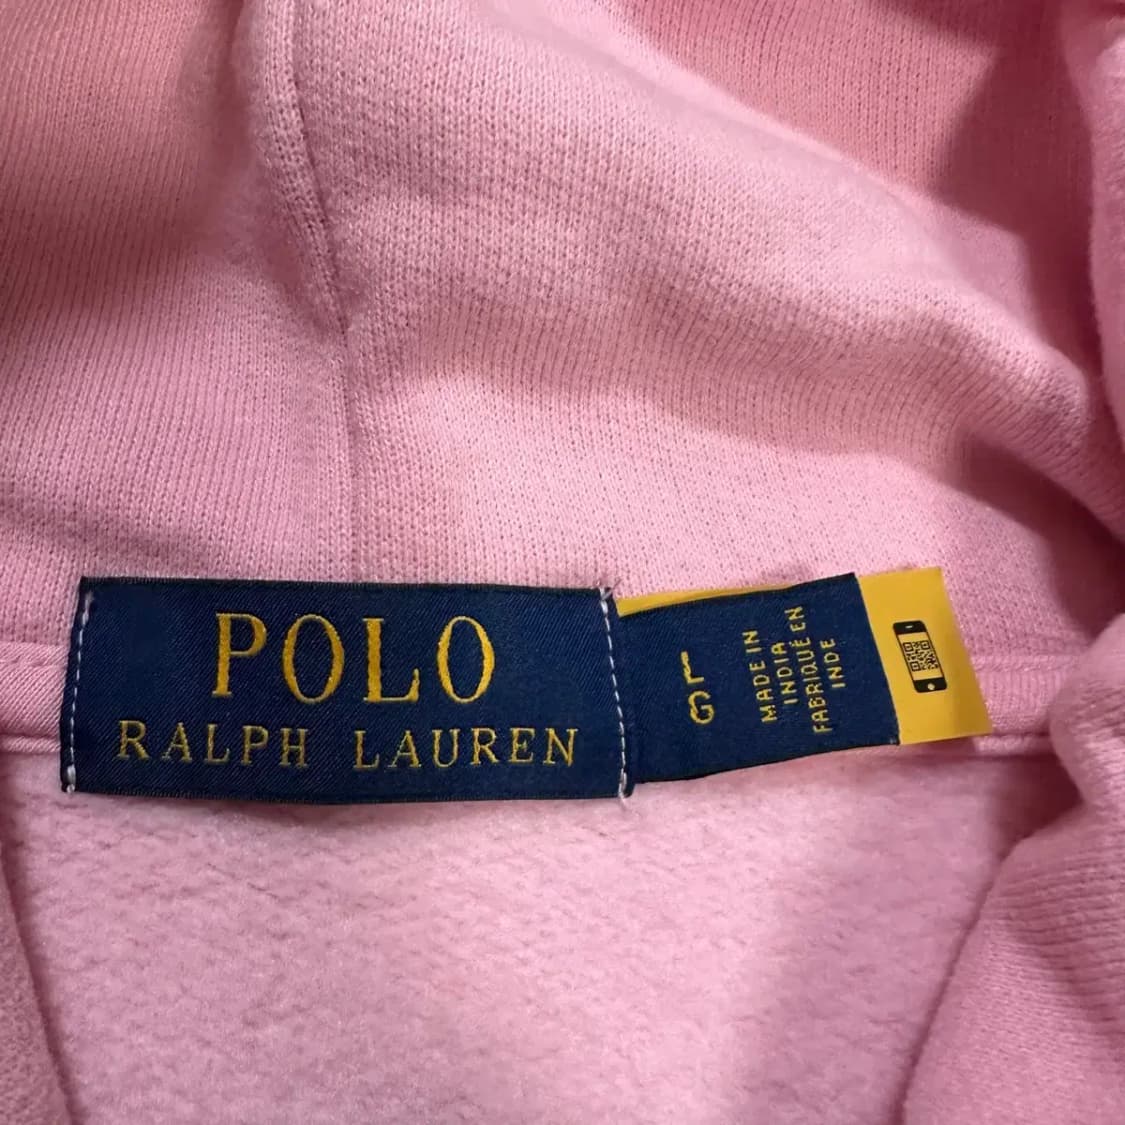 POLO
RALPH LAUREN
MADE IN
INDIA
FABRIQUÉ EN
INDE